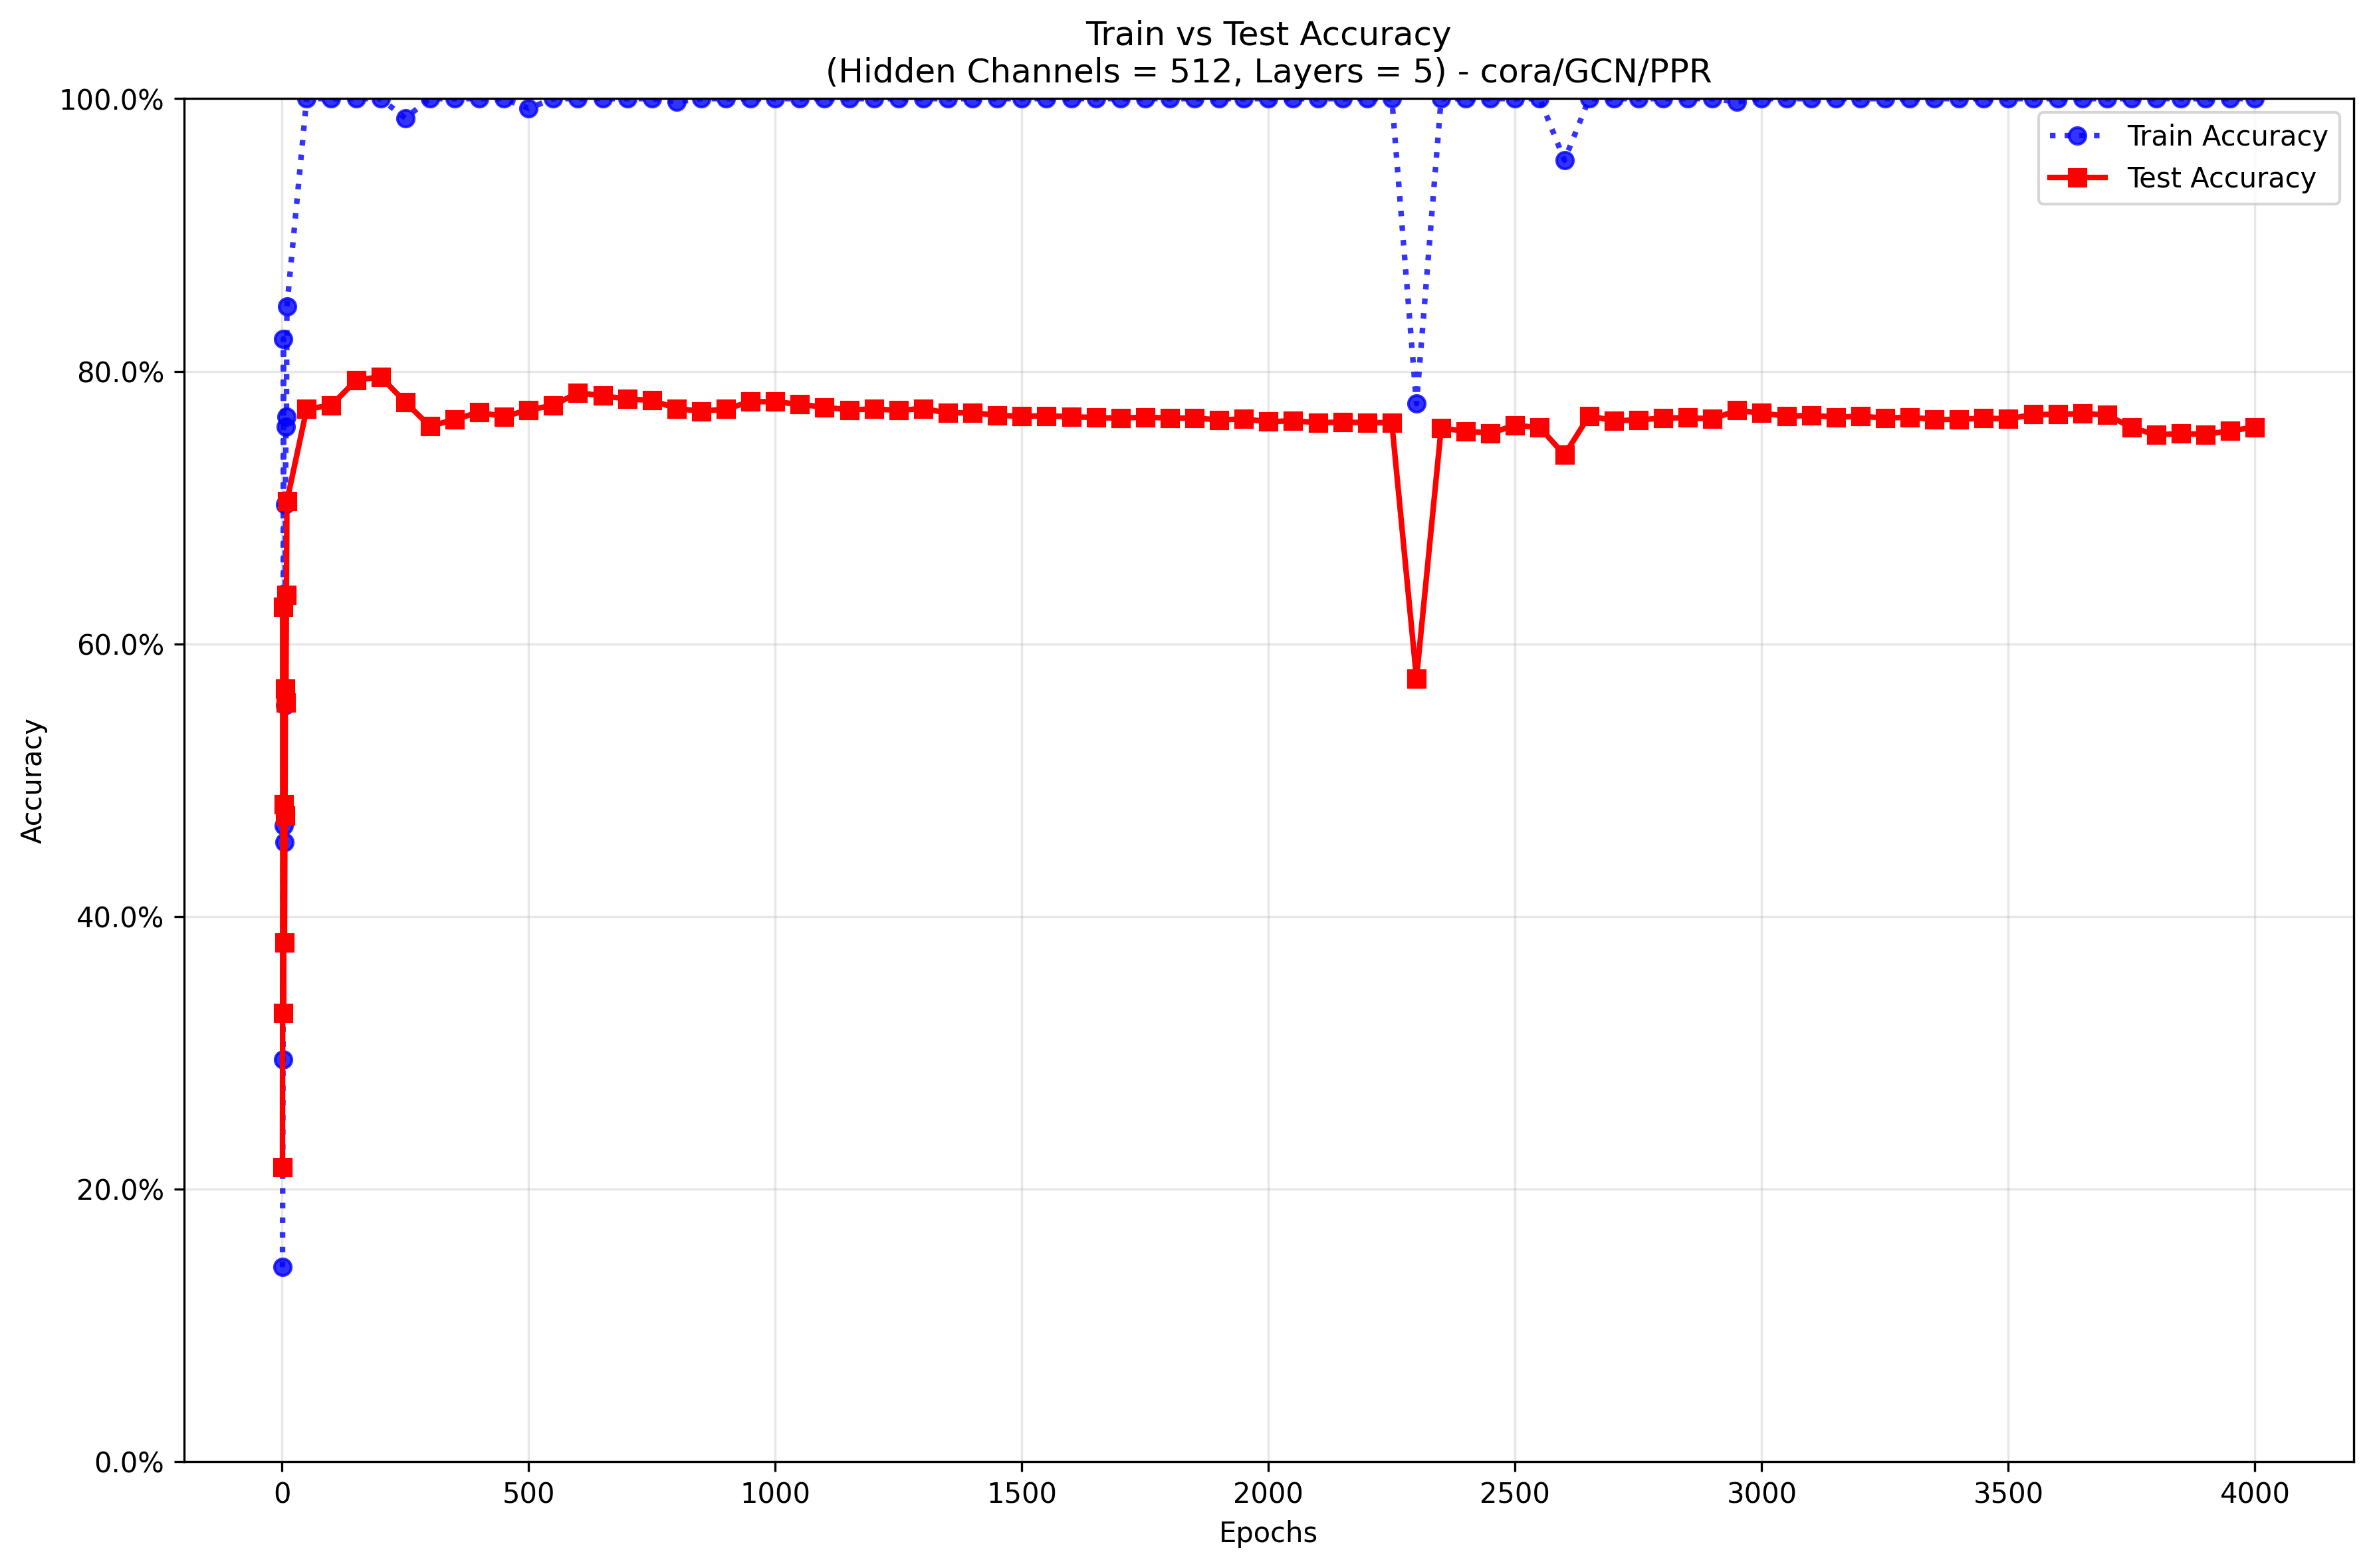 Train vs Test Accuracy
(Hidden Channels = 512, Layers = 5) - cora/GCN/PPR
100.0%
80.0%
60.0%
40.0%
20.0%
0.0%
Accuracy
Train Accuracy
Test Accuracy
0 500 1000 1500 2000 2500 3000 3500 4000
Epochs